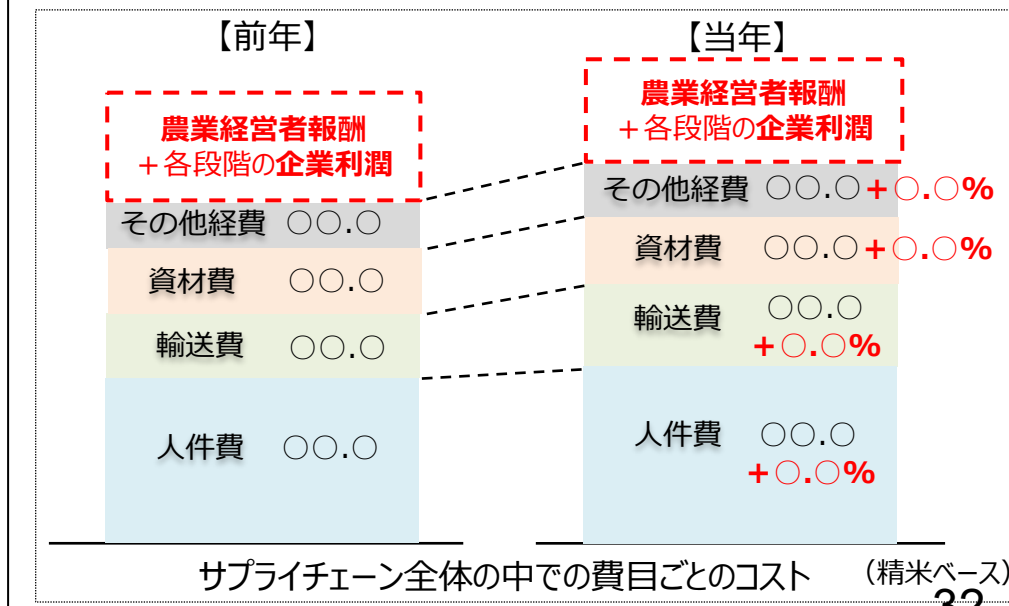 【前年】
農業経営者報酬
+各段階の企業利潤
その他経費 ○○.○
資材費 ○○.○
輸送費 ○○.○
人件費 ○○.○
【当年】
農業経営者報酬
+各段階の企業利潤
その他経費 ○○.○+○.○%
資材費 ○○.○+○.○%
輸送費 ○○.○
+○.○%
人件費 ○○.○
+○.○%
サプライチェーン全体の中での費目ごとのコスト (精米ベース)
32